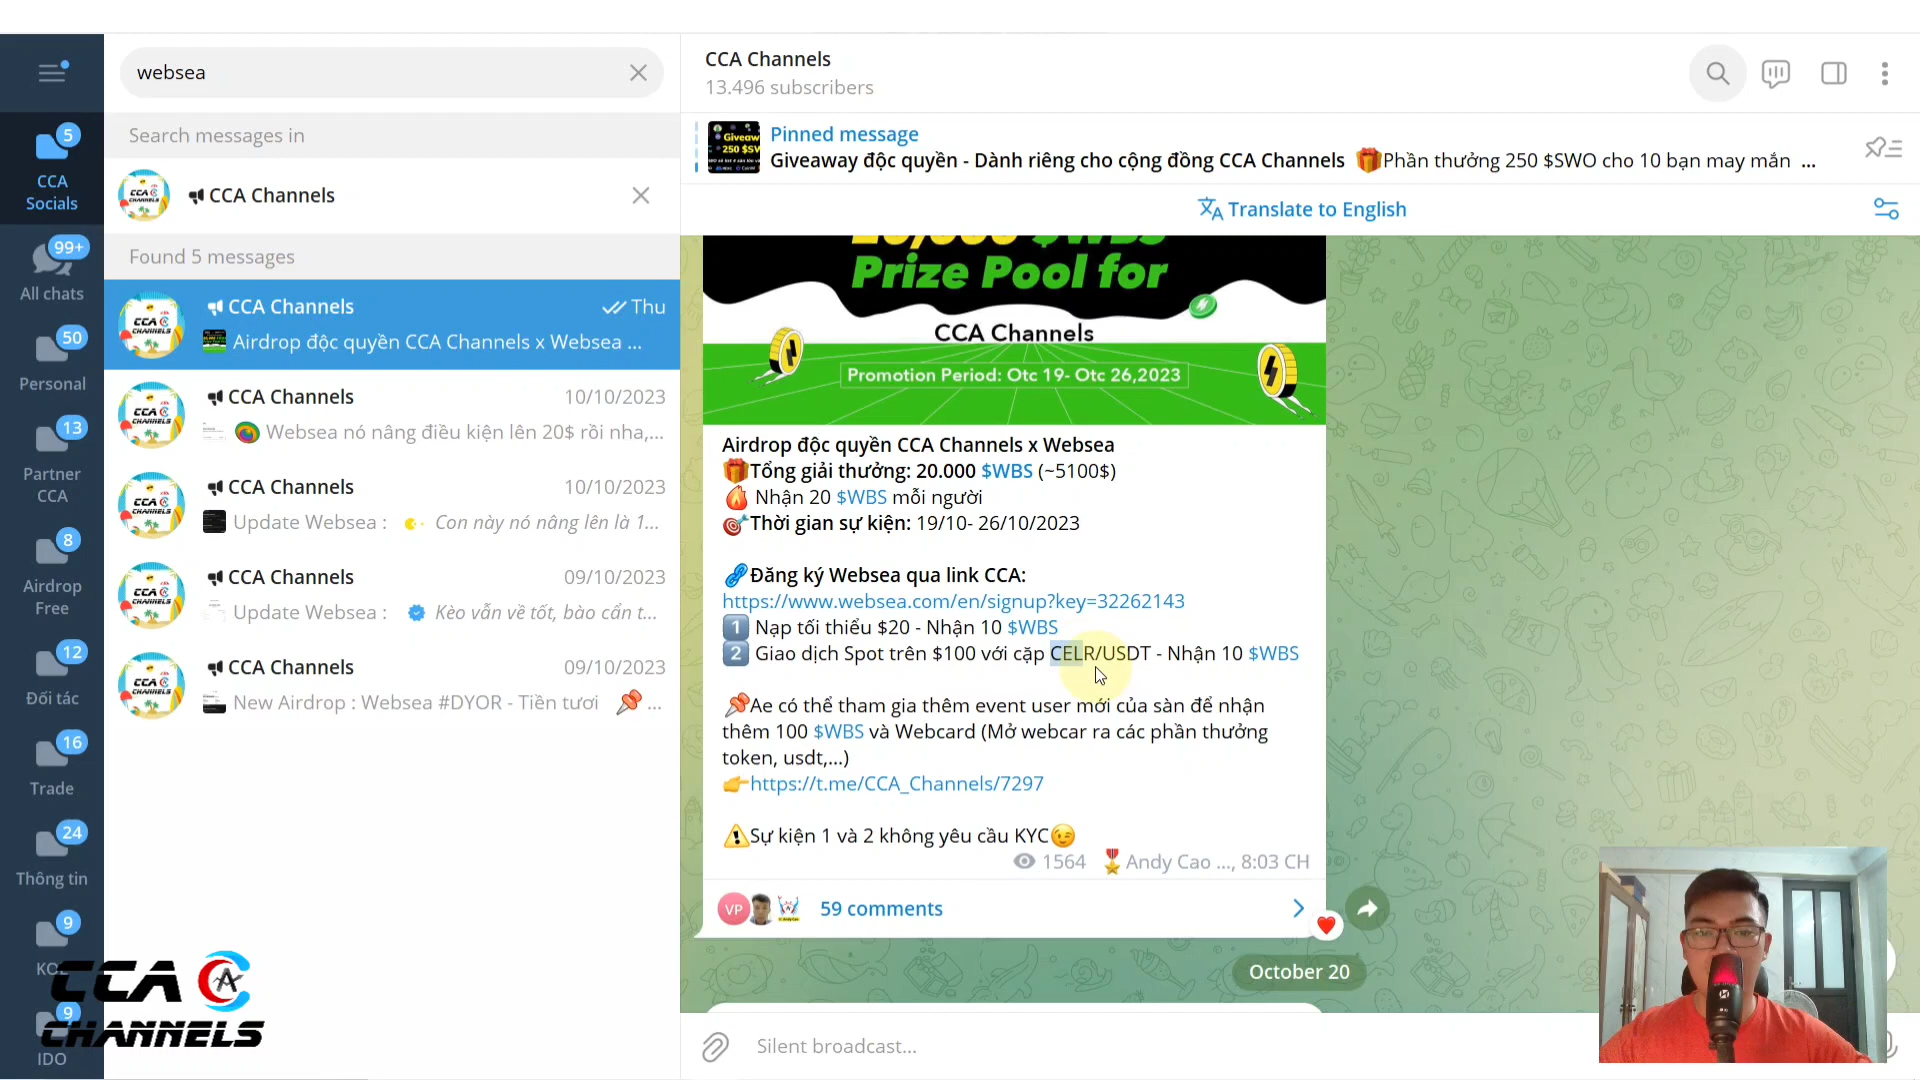 websea
Search messages in
CCA Channels
Found 5 messages
CCA Channels
Thu
Airdrop độc quyền CCA Channels x Websea ...
CCA Channels
10/10/2023
Websea nó nâng điều kiện lên 20$ rồi nha,...
CCA Channels
10/10/2023
Update Websea : Con này nó nâng lên là 1...
CCA Channels
09/10/2023
Update Websea : Kèo vẫn về tốt, bào cẩn t...
CCA Channels
09/10/2023
New Airdrop : Websea #DYOR - Tiền tươi ...
5
CCA
Socials
99+
All chats
50
Personal
13
Partner
CCA
8
Airdrop
Free
12
Đối tác
16
Trade
24
Thông tin
9
9
IDO
CCA
CHANNELS
CCA Channels
13.496 subscribers
Pinned message
Giveaway độc quyền - Dành riêng cho cộng đồng CCA Channels 🎁Phần thưởng 250 $SWO cho 10 bạn may mắn ...
Translate to English
20,000 $WBS
Prize Pool for
CCA Channels
Promotion Period: Otc 19- Otc 26,2023
Airdrop độc quyền CCA Channels x Websea
🎁Tổng giải thưởng: 20.000 $WBS (~5100$)
🔥 Nhận 20 $WBS mỗi người
🎯Thời gian sự kiện: 19/10- 26/10/2023
🔗Đăng ký Websea qua link CCA:
https://www.websea.com/en/signup?key=32262143
1 Nạp tối thiểu $20 - Nhận 10 $WBS
2 Giao dịch Spot trên $100 với cặp CELR/USDT - Nhận 10 $WBS
📌Ae có thể tham gia thêm event user mới của sàn để nhận
thêm 100 $WBS và Webcard (Mở webcar ra các phần thưởng
token, usdt,...)
👉https://t.me/CCA_Channels/7297
⚠️Sự kiện 1 và 2 không yêu cầu KYC😉
1564 🎖Andy Cao ..., 8:03 CH
VP
59 comments
October 20
Silent broadcast...